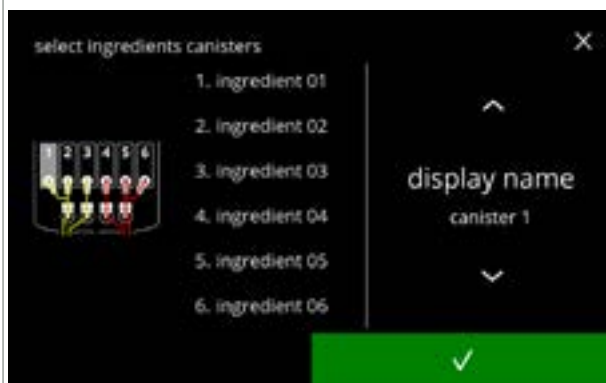 select ingredients canisters
1. ingredient 01
2. ingredient 02
3. ingredient 03
4. ingredient 04
5. ingredient 05
6. ingredient 06
1 2 3 4 5 6
display name
canister 1